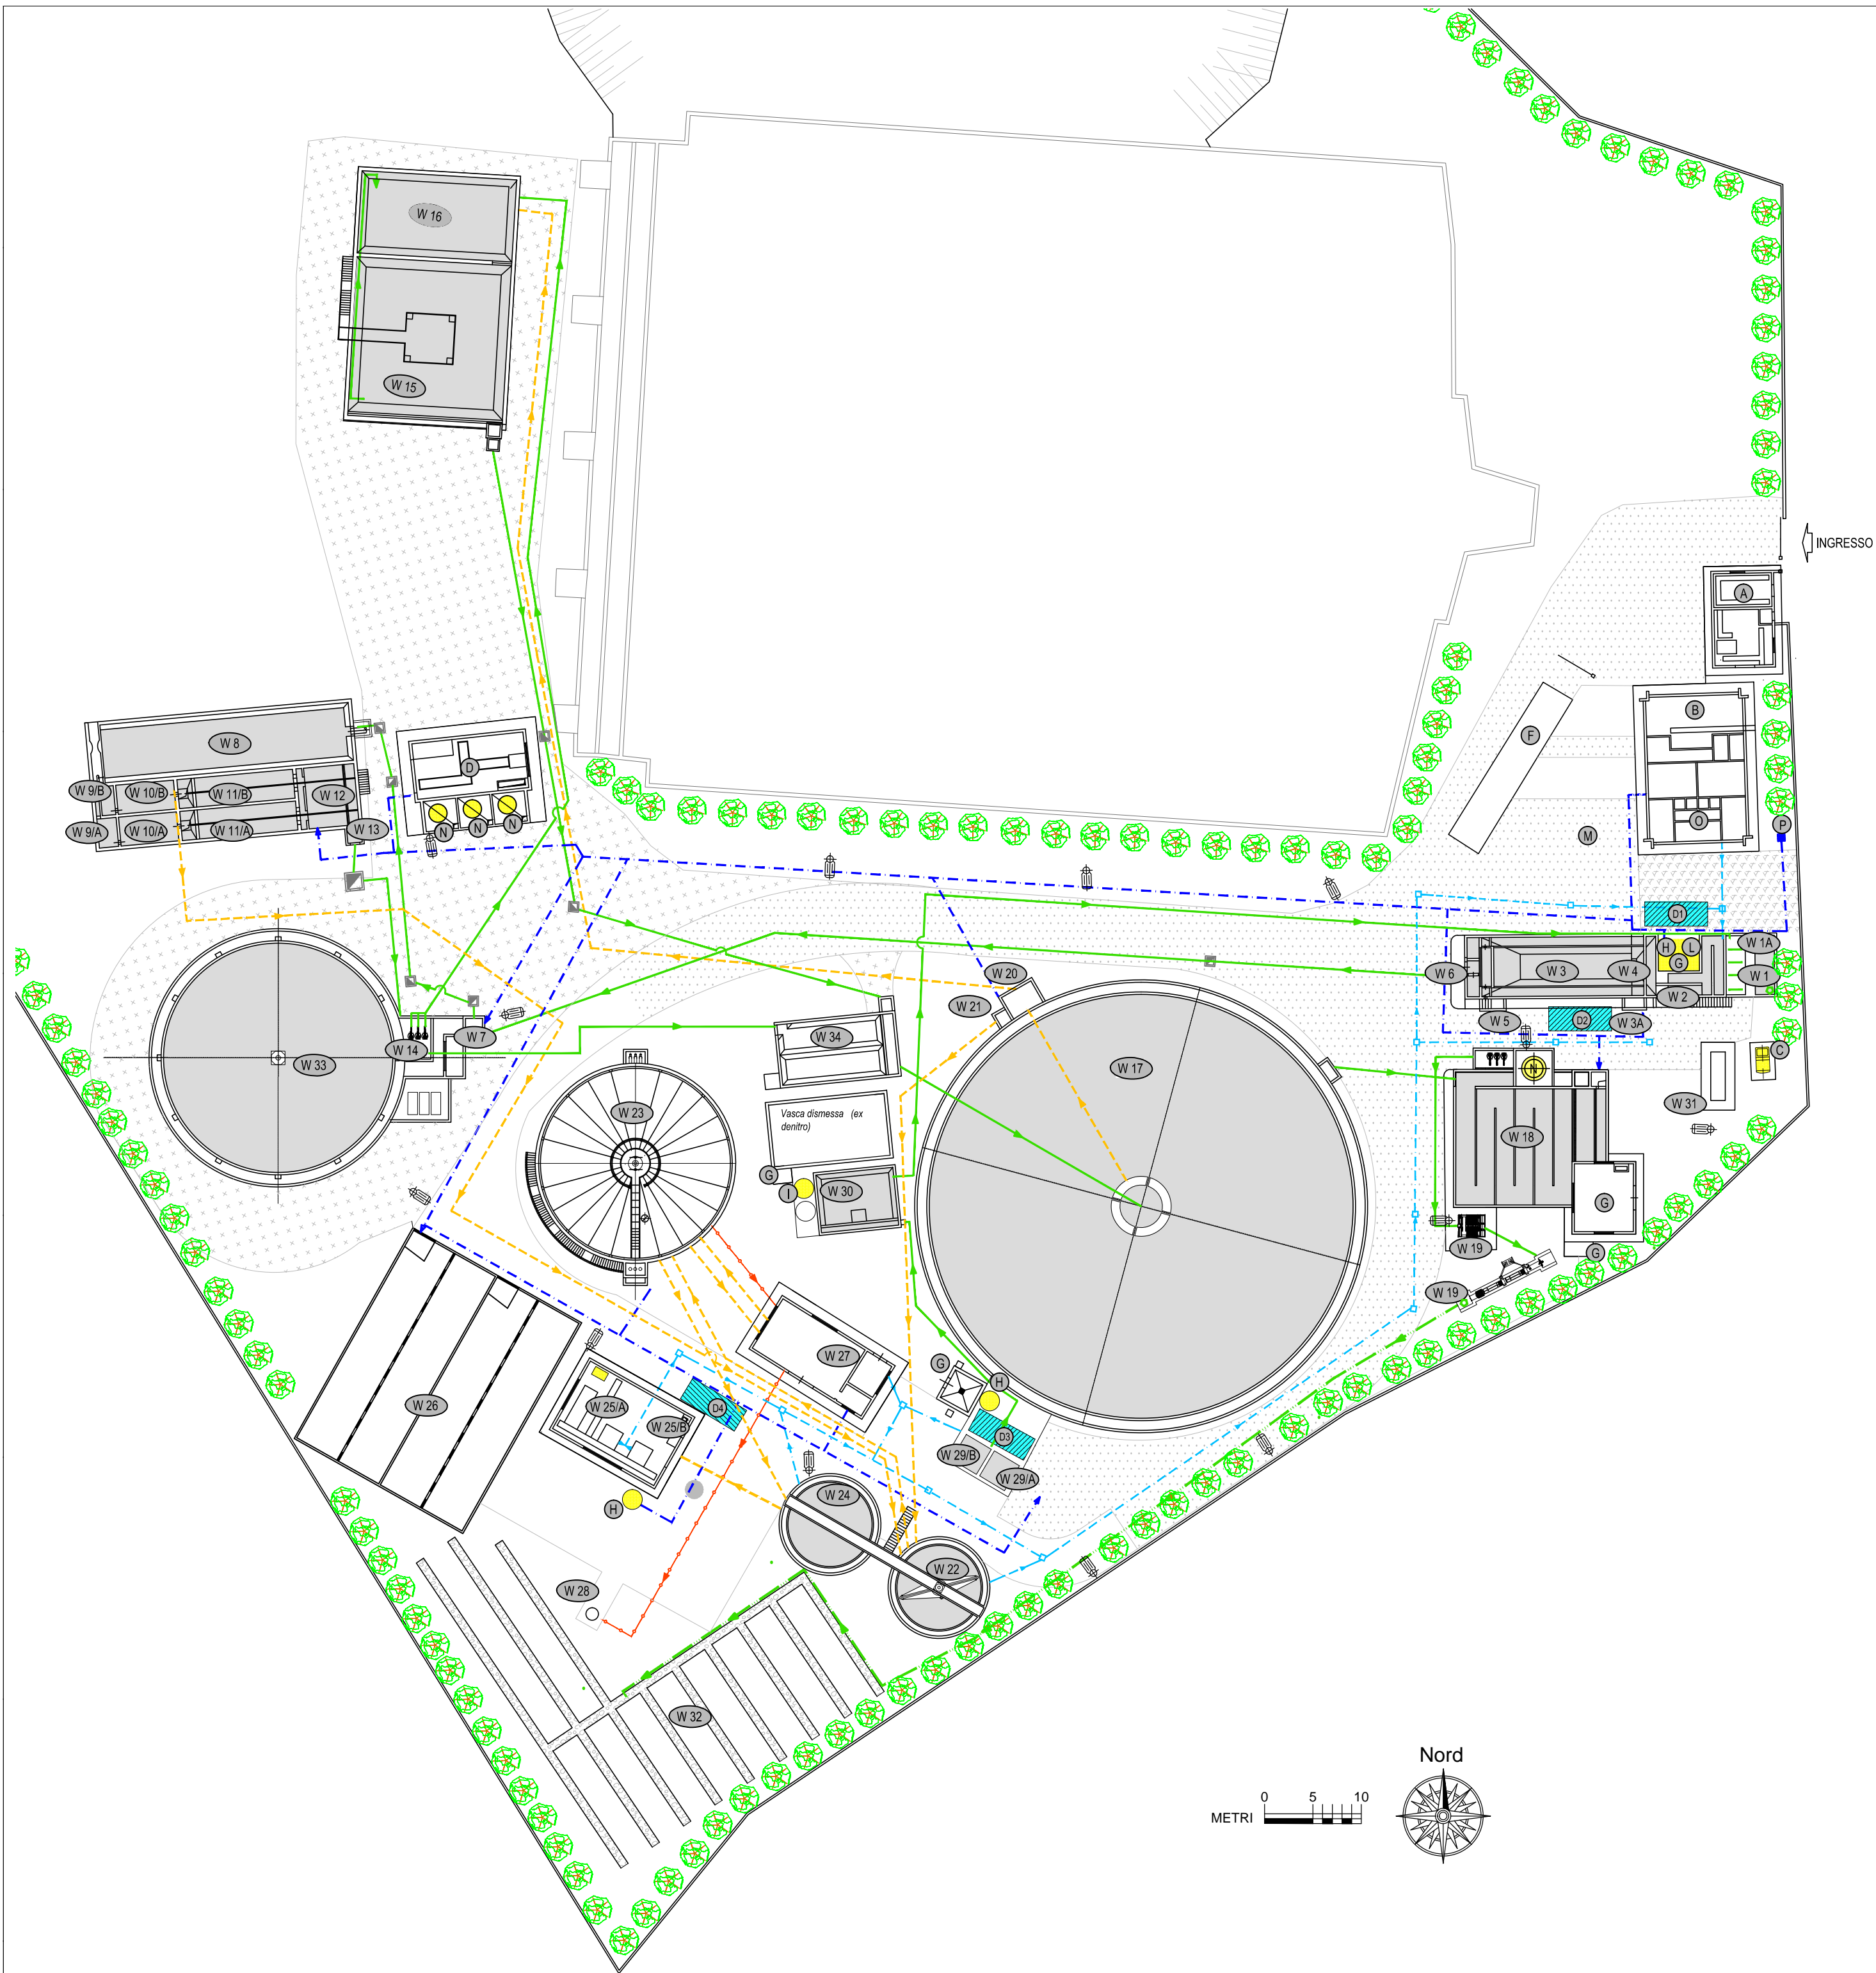 W 16
W 15
INGRESSO
A
B
F
W 8
D
O
P
M
W 9/B
W 10/B
W 11/B
W 12
N
N
N
W 9/A
W 10/A
W 11/A
W 13
D1
H
L
W 1A
G
W 6
W 3
W 4
W 1
W 20
W 2
W 21
W 5
D2
W 3A
W 7
W 34
W 14
W 33
W 17
N
C
W 23
Vasca dismessa (ex
denitro)
W 31
W 18
G
I
W 30
G
W 19
G
W 19
W 27
G
H
W 26
W 25/A
D4
W 25/B
D3
W 29/B
W 29/A
W 24
H
W 22
W 28
W 32
Nord
0 5 10
METRI